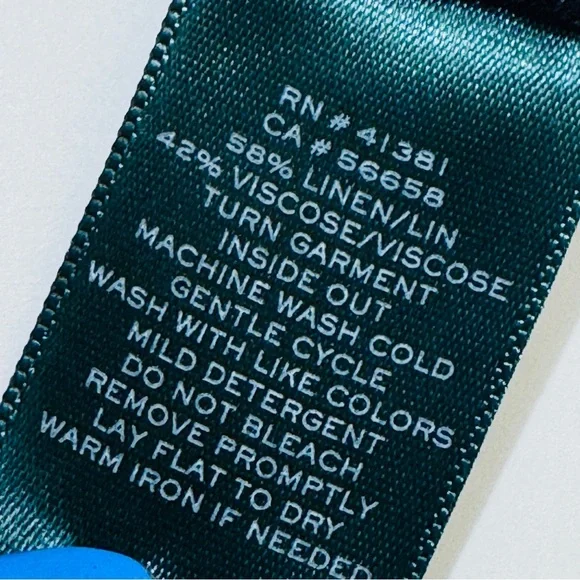 RN # 41381
CA # 56658
58% LINEN/LIN
42% VISCOSE/VISCOSE
TURN GARMENT
INSIDE OUT
MACHINE WASH COLD
GENTLE CYCLE
WASH WITH LIKE COLORS
MILD DETERGENT
DO NOT BLEACH
REMOVE PROMPTLY
LAY FLAT TO DRY
WARM IRON IF NEEDED